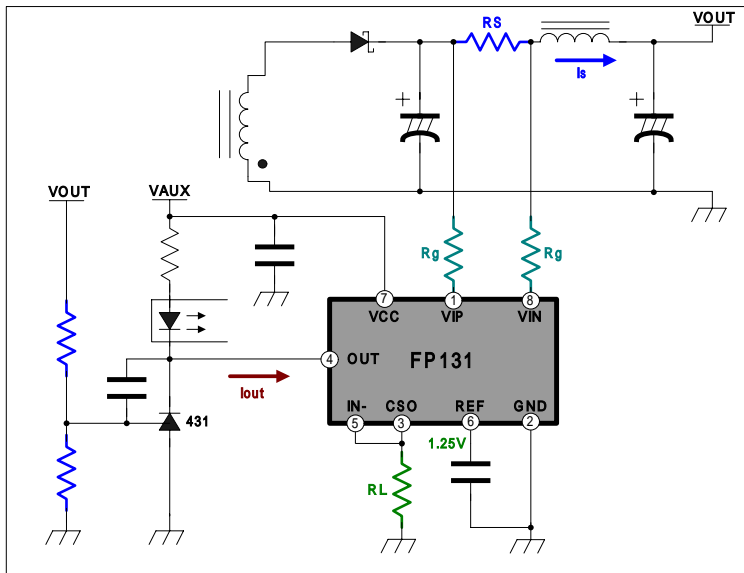 RS
VOUT
Is
VOUT
VAUX
Rg
Rg
7
1
8
VCC
VIP
VIN
4
OUT
FP131
Iout
IN-
CSO
REF
GND
5
3
6
2
431
1.25V
RL